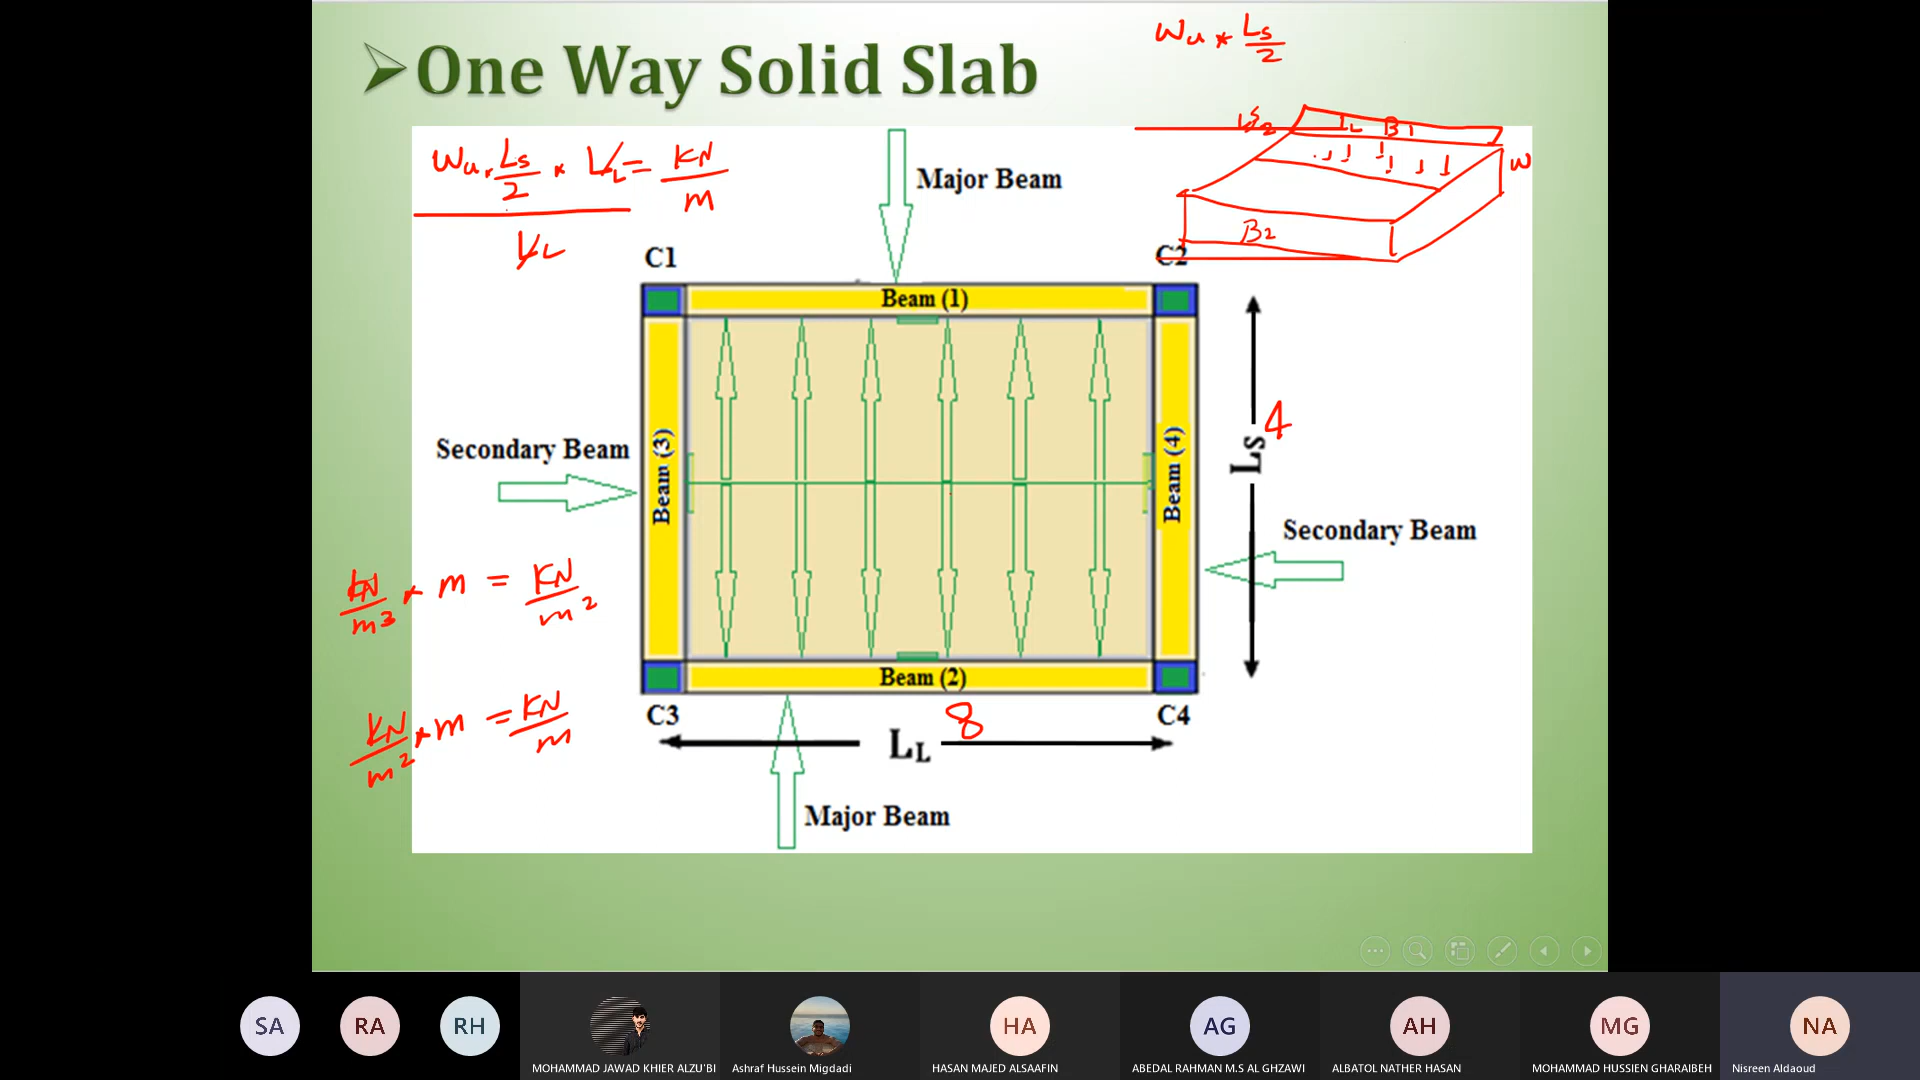 ➢One Way Solid Slab
Wu * Ls/2
Wu * Ls/2 * LL = KN/m
LL
Ls/2
LL B1
W
B2
Major Beam
C1
C2
Beam (1)
Secondary Beam
Beam (3)
Beam (4)
Ls 4
Secondary Beam
KN/m3 * m = KN/m2
KN/m2 * m = KN/m
Beam (2)
C3
C4
LL 8
Major Beam
SA
RA
RH
HA
AG
AH
MG
NA
MOHAMMAD JAWAD KHIER ALZU'BI
Ashraf Hussein Migdadi
HASAN MAJED ALSAAFIN
ABEDAL RAHMAN M.S AL GHZAWI
ALBATOL NATHER HASAN
MOHAMMAD HUSSIEN GHARAIBEH
Nisreen Aldaoud